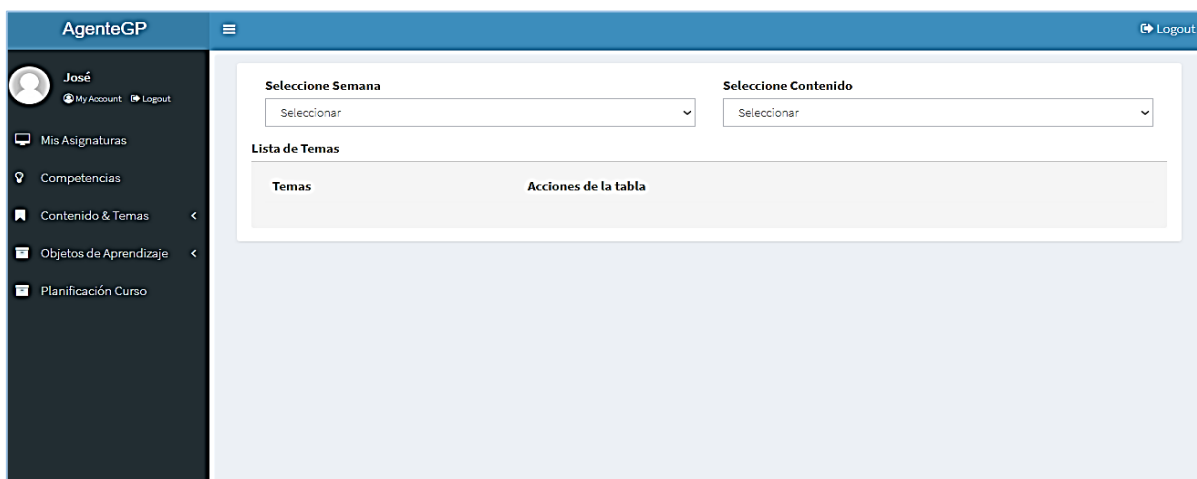 AgenteGP
Logout
José
My Account Logout
Mis Asignaturas
Competencias
Contenido & Temas
Objetos de Aprendizaje
Planificación Curso
Seleccione Semana
Seleccionar
Seleccione Contenido
Seleccionar
Lista de Temas
Temas Acciones de la tabla